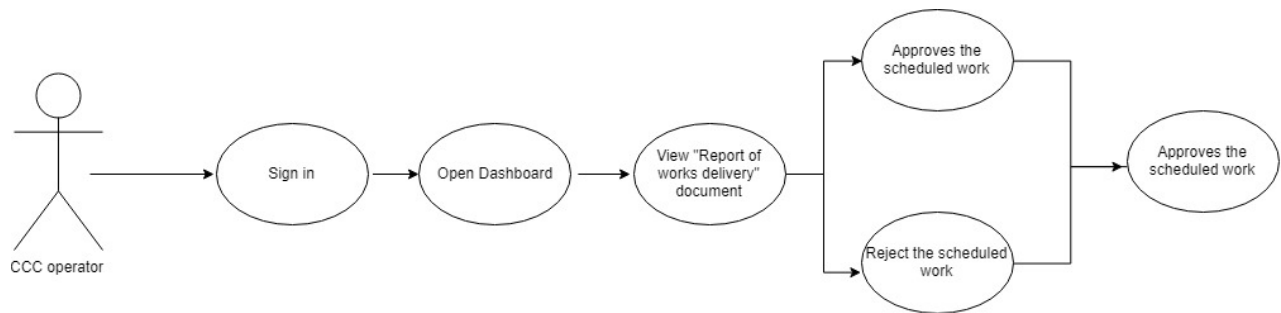 CCC operator
Sign in
Open Dashboard
View "Report of
works delivery"
document
Approves the
scheduled work
Reject the scheduled
work
Approves the
scheduled work